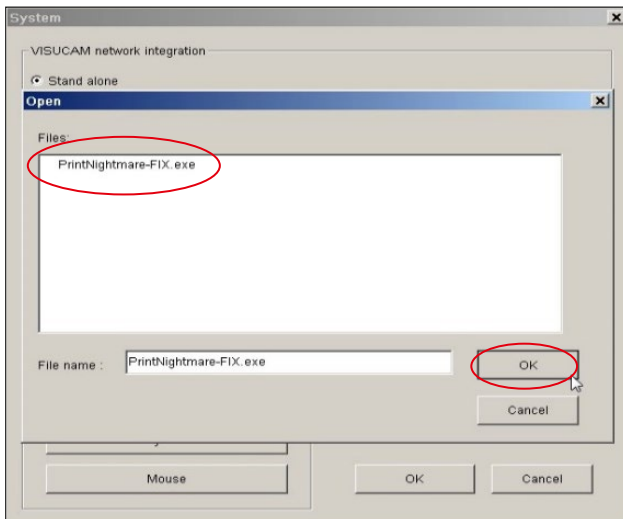 System
VISUCAM network integration
Stand alone
Open
Files:
PrintNightmare-FIX.exe
File name :
PrintNightmare-FIX.exe
OK
Cancel
Mouse
OK
Cancel